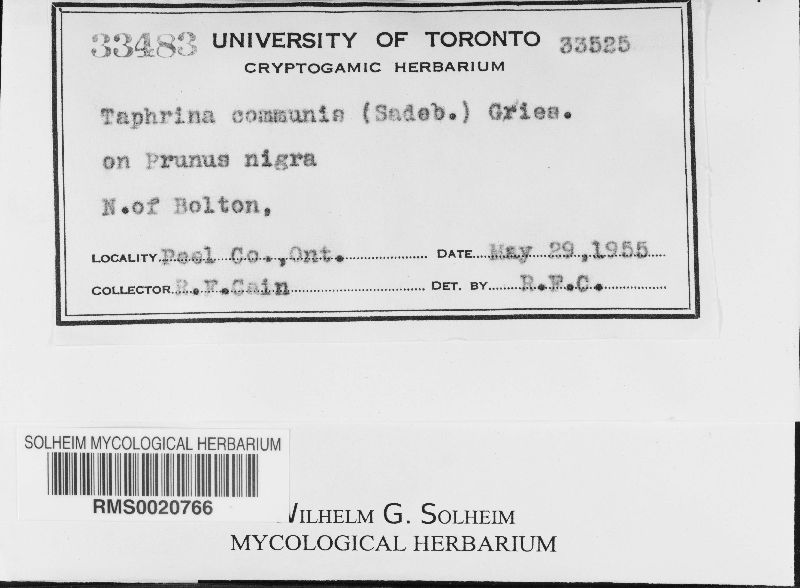 33483 UNIVERSITY OF TORONTO 33525
CRYPTOGAMIC HERBARIUM
Taphrina communis (Sadeb.) Gries.
on Prunus nigra
N.of Bolton,
LOCALITY Peel Co.,Ont. DATE May 29,1955
COLLECTOR R.F.Cain DET. BY R.F.C.
SOLHEIM MYCOLOGICAL HERBARIUM
RMS0020766
WILHELM G. SOLHEIM
MYCOLOGICAL HERBARIUM